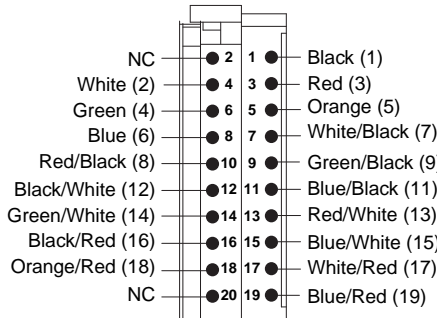 NC 2 1 Black (1)
White (2) 4 3 Red (3)
Green (4) 6 5 Orange (5)
Blue (6) 8 7 White/Black (7)
Red/Black (8) 10 9 Green/Black (9)
Black/White (12) 12 11 Blue/Black (11)
Green/White (14) 14 13 Red/White (13)
Black/Red (16) 16 15 Blue/White (15)
Orange/Red (18) 18 17 White/Red (17)
NC 20 19 Blue/Red (19)